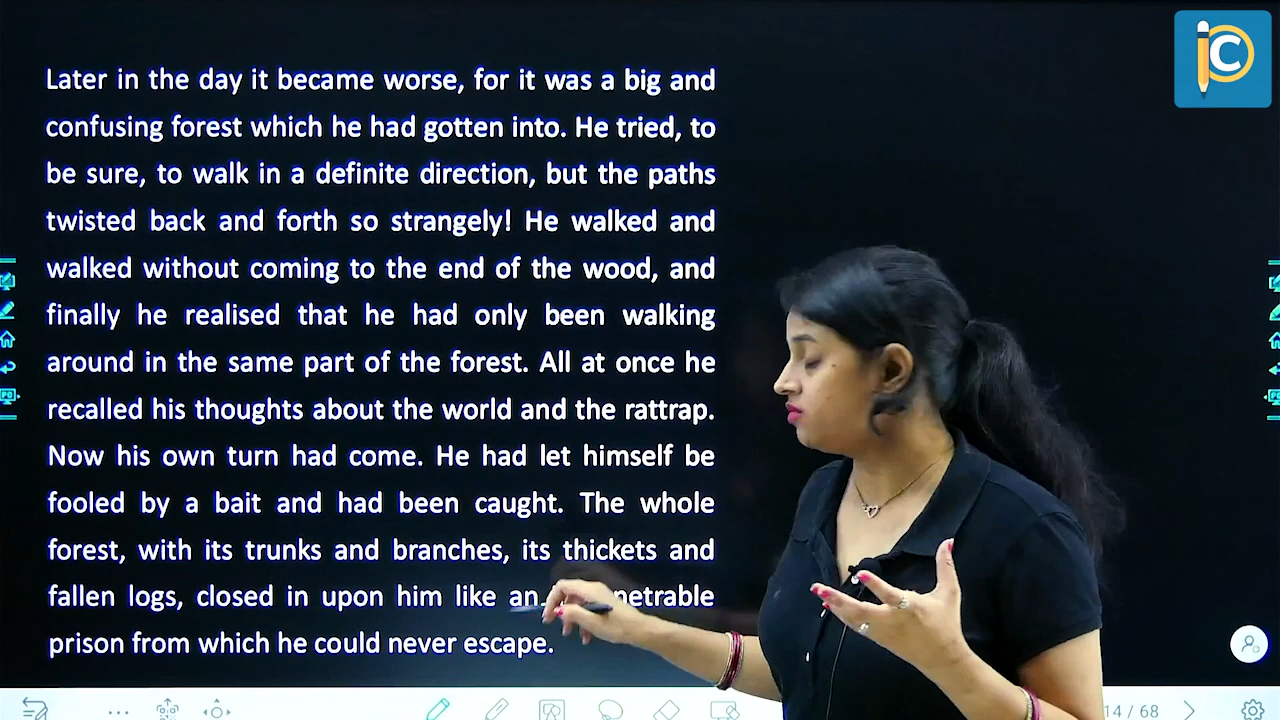 Later in the day it became worse, for it was a big and
confusing forest which he had gotten into. He tried, to
be sure, to walk in a definite direction, but the paths
twisted back and forth so strangely! He walked and
walked without coming to the end of the wood, and
finally he realised that he had only been walking
around in the same part of the forest. All at once he
recalled his thoughts about the world and the rattrap.
Now his own turn had come. He had let himself be
fooled by a bait and had been caught. The whole
forest, with its trunks and branches, its thickets and
fallen logs, closed in upon him like an
prison from which he could never escape.
14 / 68